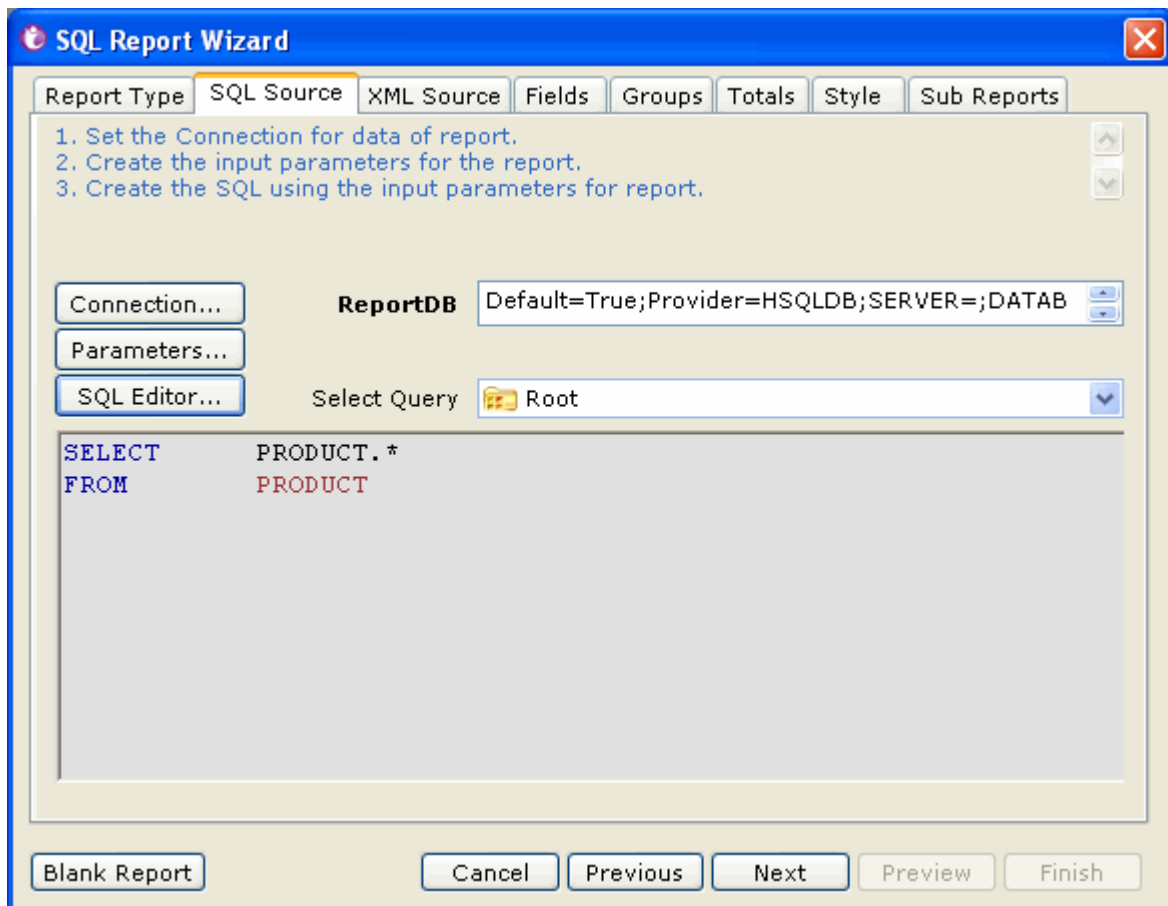 SQL Report Wizard
Report Type SQL Source XML Source Fields Groups Totals Style Sub Reports
1. Set the Connection for data of report.
2. Create the input parameters for the report.
3. Create the SQL using the input parameters for report.
Connection... ReportDB Default=True;Provider=HSQLDB;SERVER=;DATAB
Parameters...
SQL Editor... Select Query Root
SELECT PRODUCT.*
FROM PRODUCT
Blank Report Cancel Previous Next Preview Finish